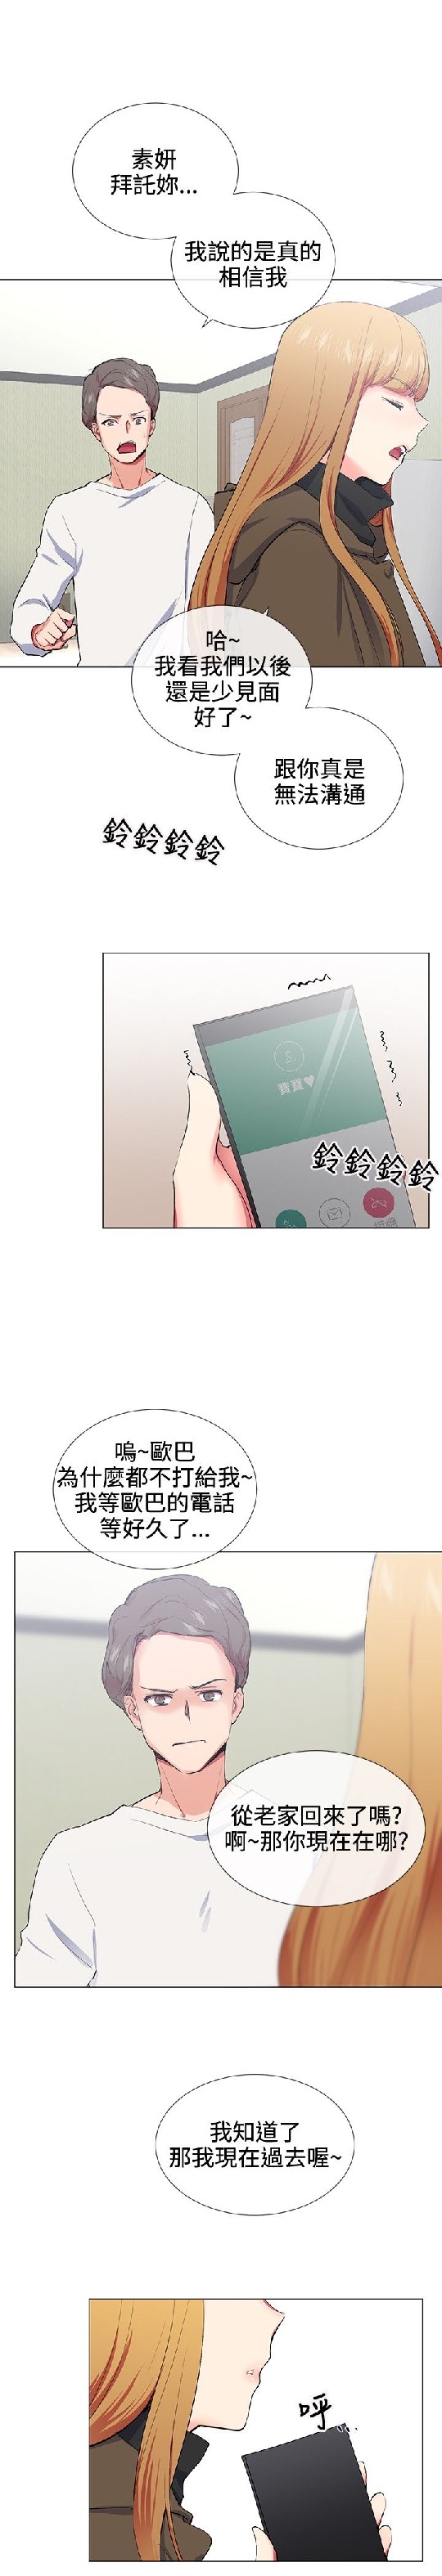 素妍
拜託妳...
我說的是真的
相信我
哈~
我看我們以後
還是少見面
好了~
跟你真是
無法溝通
鈴鈴鈴鈴
寶寶♥
鈴鈴鈴鈴
嗚~歐巴
為什麼都不打給我~
我等歐巴的電話
等好久了...
從老家回來了嗎?
啊~那你現在在哪?
我知道了
那我現在過去喔~
呼